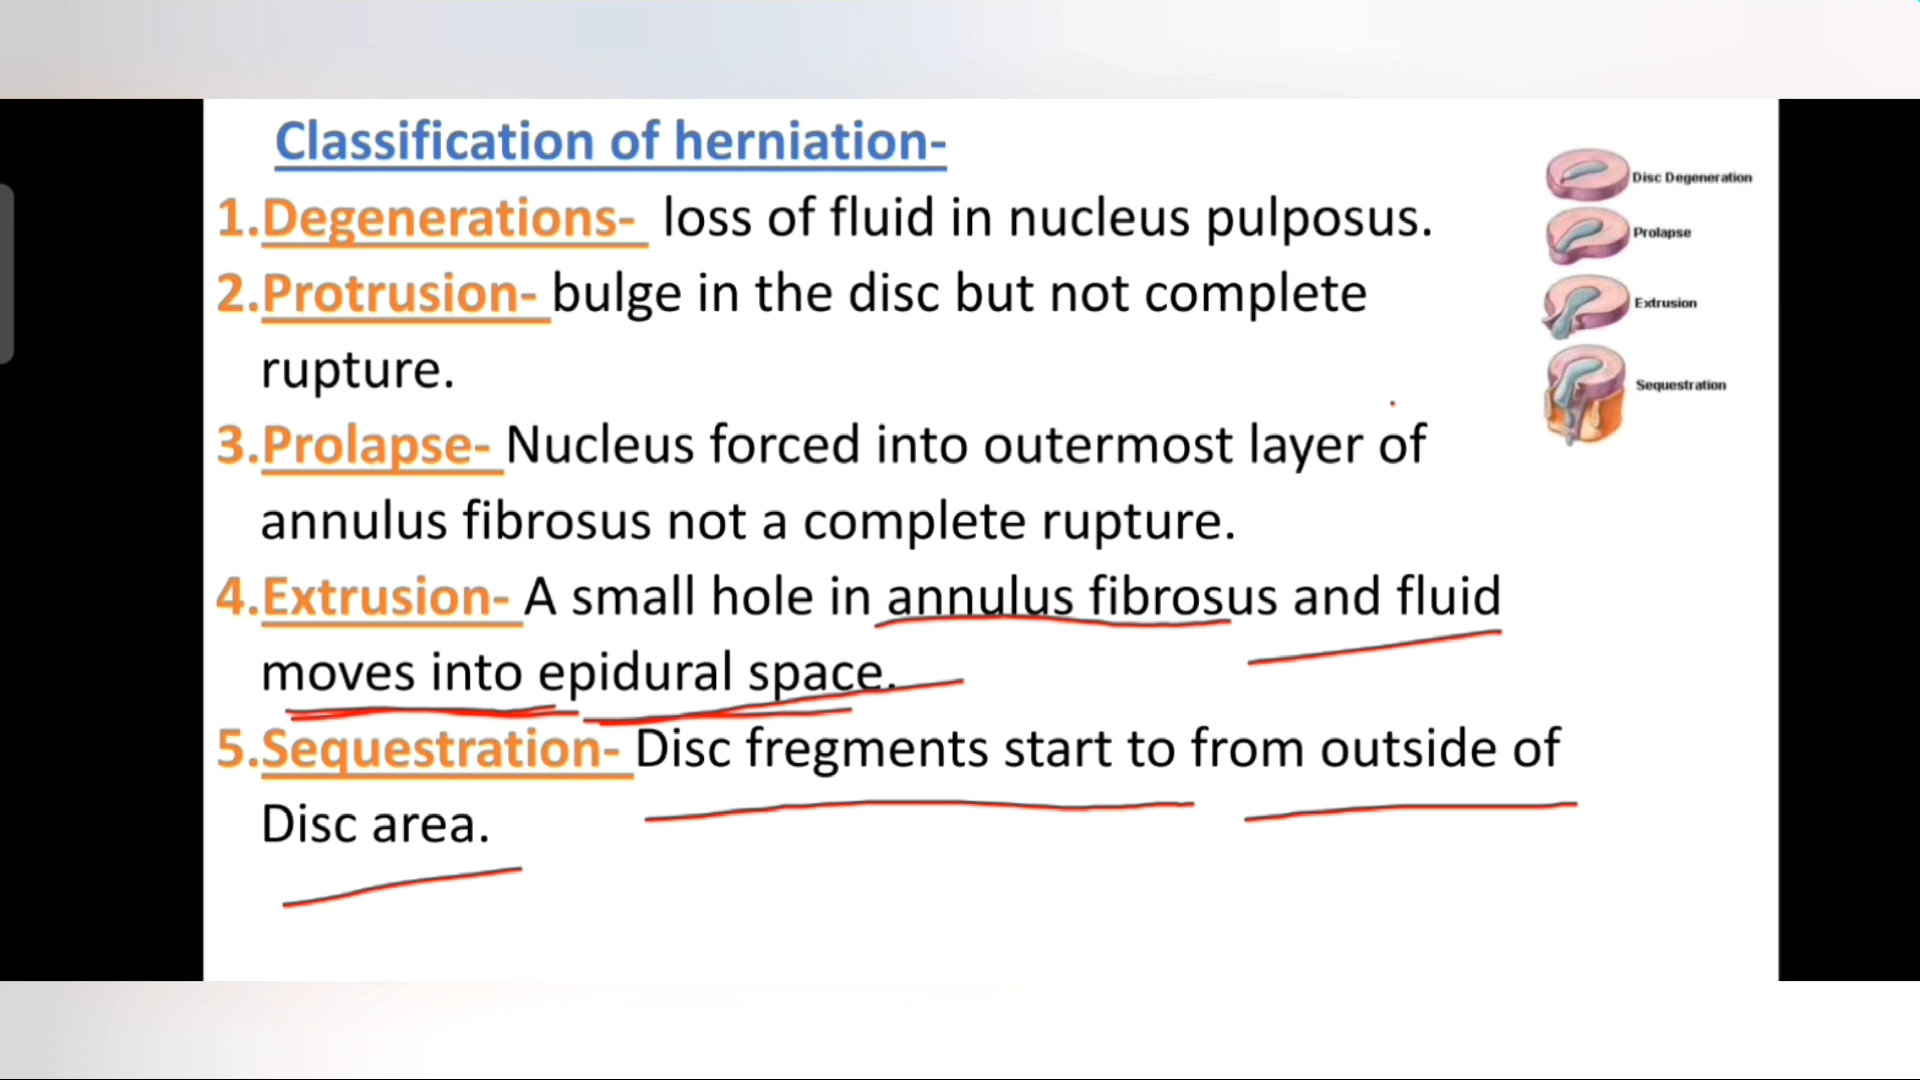 Classification of herniation-
1.Degenerations- loss of fluid in nucleus pulposus.
2.Protrusion- bulge in the disc but not complete
rupture.
3.Prolapse- Nucleus forced into outermost layer of
annulus fibrosus not a complete rupture.
4.Extrusion- A small hole in annulus fibrosus and fluid
moves into epidural space.
5.Sequestration- Disc fregments start to from outside of
Disc area.
Disc Degeneration
Prolapse
Extrusion
Sequestration